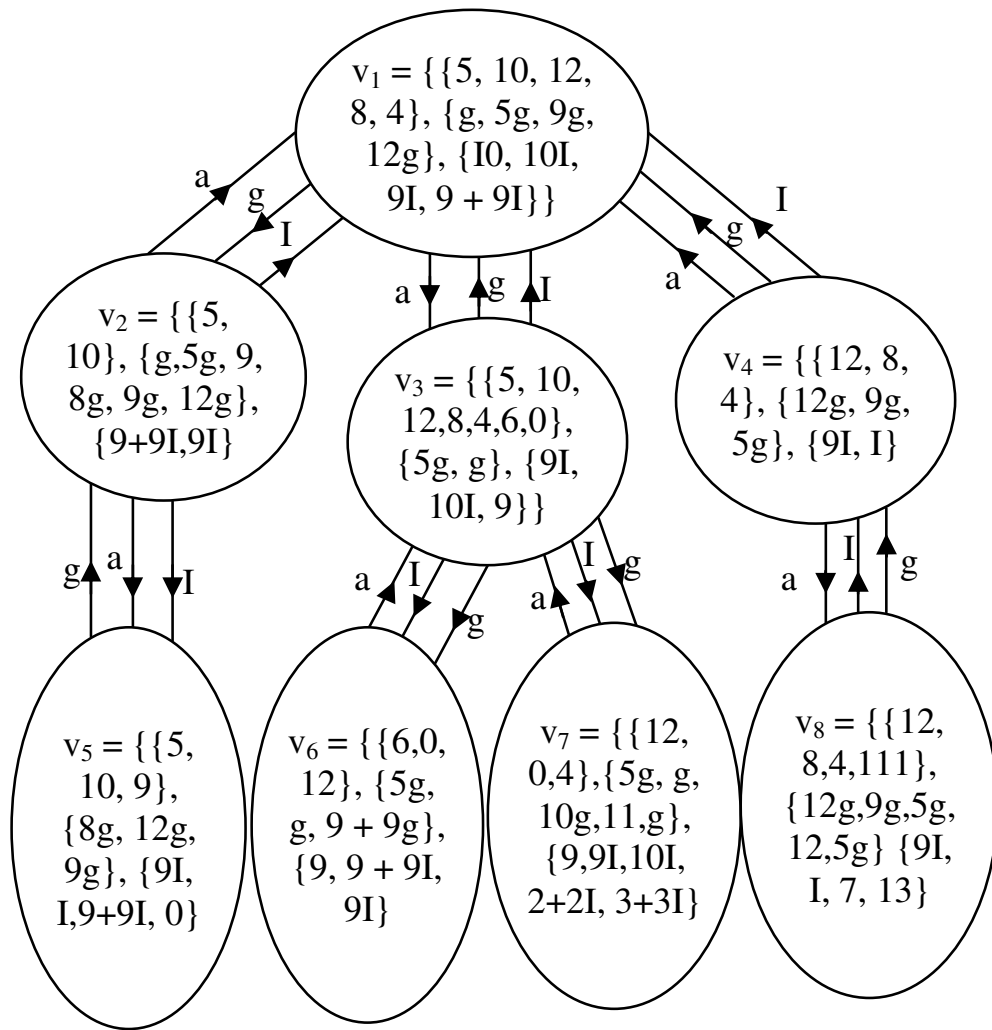 v1 = {{5, 10, 12,
8, 4}, {g, 5g, 9g,
12g}, {I0, 10I,
9I, 9 + 9I}}
a
g
I
I
g
a
a
g
I
v2 = {{5,
10}, {g,5g, 9,
8g, 9g, 12g},
{9+9I,9I}
v3 = {{5, 10,
12,8,4,6,0},
{5g, g}, {9I,
10I, 9}}
v4 = {{12, 8,
4}, {12g, 9g,
5g}, {9I, I}
g
a
I
a
I
g
a
I
g
a
I
g
v5 = {{5,
10, 9},
{8g, 12g,
9g}, {9I,
I,9+9I, 0}
v6 = {{6,0,
12}, {5g,
g, 9 + 9g},
{9, 9 + 9I,
9I}
v7 = {{12,
0,4},{5g, g,
10g,11,g},
{9,9I,10I,
2+2I, 3+3I}
v8 = {{12,
8,4,111},
{12g,9g,5g,
12,5g} {9I,
I, 7, 13}